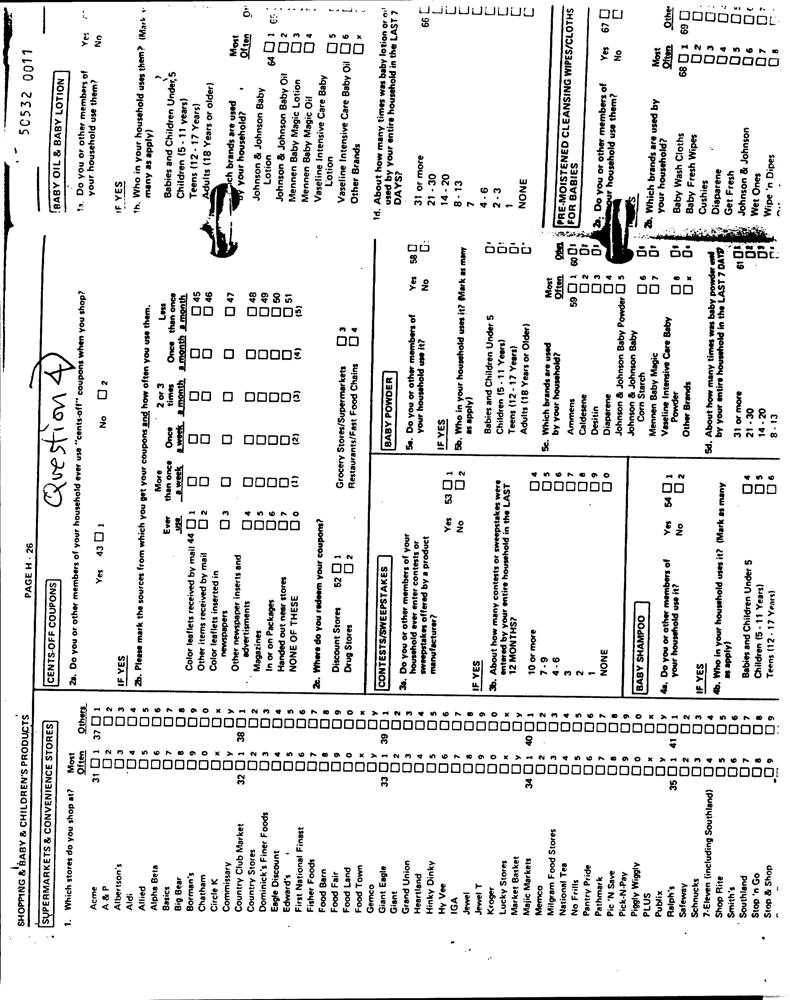 50532 0011
PAGE H - 26
SHOPPING & BABY & CHILDREN'S PRODUCTS
SUPERMARKETS & CONVENIENCE STORES
1. Which stores do you shop at?
Most Often
Others
Acme 31 □ 1 37 □ 1
A & P □ 2 □ 2
Albertson's □ 3 □ 3
Aldi □ 4 □ 4
Allied □ 5 □ 5
Alpha Beta □ 6 □ 6
Basics □ 7 □ 7
Big Bear □ 8 □ 8
Borman's □ 9 □ 9
Chatham □ 0 □ 0
Circle K □ x □ x
Commissary □ y □ y
Country Club Market 32 □ 1 38 □ 1
Country Stores □ 2 □ 2
Dominick's Finer Foods □ 3 □ 3
Eagle Discount □ 4 □ 4
Edward's □ 5 □ 5
First National Finast □ 6 □ 6
Fisher Foods □ 7 □ 7
Food Barn □ 8 □ 8
Food Fair □ 9 □ 9
Food Land □ 0 □ 0
Food Town □ x □ x
Gemco □ y □ y
Giant Eagle 33 □ 1 39 □ 1
Giant □ 2 □ 2
Grand Union □ 3 □ 3
Heartland □ 4 □ 4
Hinky Dinky □ 5 □ 5
Hy Vee □ 6 □ 6
IGA □ 7 □ 7
Jewel □ 8 □ 8
Jewel T □ 9 □ 9
Kroger □ 0 □ 0
Lucky Stores □ x □ x
Market Basket □ y □ y
Majic Markets 34 □ 1 40 □ 1
Memco □ 2 □ 2
Milgram Food Stores □ 3 □ 3
National Tea □ 4 □ 4
No Frills □ 5 □ 5
Pantry Pride □ 6 □ 6
Pathmark □ 7 □ 7
Pic 'N Save □ 8 □ 8
Pick-N-Pay □ 9 □ 9
Piggly Wiggly □ 0 □ 0
PLUS □ x □ x
Publix □ y □ y
Ralph's 35 □ 1 41 □ 1
Safeway □ 2 □ 2
Schnucks □ 3 □ 3
7-Eleven (including Southland) □ 4 □ 4
Shop Rite □ 5 □ 5
Smith's □ 6 □ 6
Southland □ 7 □ 7
Stop 'n Go □ 8 □ 8
Stop & Shop □ 9 □ 9
CENTS-OFF COUPONS
Question 4
2a. Do you or other members of your household ever use "cents-off" coupons when you shop?
Yes 43 □ 1 No □ 2
IF YES
2b. Please mark the sources from which you get your coupons and how often you use them.
Ever use
More than once a week
Once a week
2 or 3 times a month
Once a month
Less than once a month
Color leaflets received by mail 44 □ 1 □ □ □ □ □ 45
Other items received by mail □ 2 □ □ □ □ □ 46
Color leaflets inserted in
newspapers □ 3 □ □ □ □ □ 47
Other newspaper inserts and
advertisements □ 4 □ □ □ □ □ 48
Magazines □ 5 □ □ □ □ □ 49
In or on Packages □ 6 □ □ □ □ □ 50
Handed out near stores □ 7 □ □ □ □ □ 51
NONE OF THESE □ 0 (1) (2) (3) (4) (5)
2c. Where do you redeem your coupons?
Discount Stores 52 □ 1 Grocery Stores/Supermarkets □ 3
Drug Stores □ 2 Restaurants/Fast Food Chains □ 4
CONTESTS/SWEEPSTAKES
3a. Do you or other members of your
household ever enter contests or
sweepstakes offered by a product
manufacturer?
Yes 53 □ 1
No □ 2
IF YES
3b. About how many contests or sweepstakes were
entered by your entire household in the LAST
12 MONTHS?
10 or more □ 4
7 - 9 □ 5
4 - 6 □ 6
3 □ 7
2 □ 8
1 □ 9
NONE □ 0
BABY SHAMPOO
4a. Do you or other members of
your household use it?
Yes 54 □ 1
No □ 2
IF YES
4b. Who in your household uses it? (Mark as many
as apply)
Babies and Children Under 5 □ 4
Children (5 - 11 Years) □ 5
Teens (12 - 17 Years) □ 6
BABY POWDER
5a. Do you or other members of
your household use it?
Yes 58 □
No □
IF YES
5b. Who in your household uses it? (Mark as many
as apply)
Babies and Children Under 5 □
Children (5 - 11 Years) □
Teens (12 - 17 Years) □
Adults (18 Years or Older) □
5c. Which brands are used
by your household?
Most Often
Ammens 59 □ 1 60 □
Caldesene □ 2 □
Desitin □ 3 □
Diaparene □ 4
Johnson & Johnson Baby Powder □ 5
Johnson & Johnson Baby
Corn Starch □ 6 □
Mennen Baby Magic □ 7 □
Vaseline Intensive Care Baby
Powder □ 8 □
Other Brands □ x □
5d. About how many times was baby powder used
by your entire household in the LAST 7 DAYS?
31 or more 61 □
21 - 30 □
14 - 20 □
8 - 13 □
BABY OIL & BABY LOTION
1a. Do you or other members of
your household use them?
Yes
No
IF YES
1b. Who in your household uses them? (Mark
many as apply)
Babies and Children Under 5
Children (5 - 11 years)
Teens (12 - 17 Years)
Adults (18 Years or older)
brands are used
your household?
Most Often
Johnson & Johnson Baby
Lotion 64 □ 1 65
Johnson & Johnson Baby Oil □ 2
Mennen Baby Magic Lotion □ 3
Mennen Baby Magic Oil □ 4
Vaseline Intensive Care Baby
Lotion □ 5
Vaseline Intensive Care Baby Oil □ 6
Other Brands □ x
1d. About how many times was baby lotion or
used by your entire household in the LAST 7
DAYS?
31 or more 66 □
21 - 30 □
14 - 20 □
8 - 13 □
7 □
4 - 6 □
2 - 3 □
1 □
NONE □
PRE-MOISTENED CLEANSING WIPES/CLOTHS
FOR BABIES
2a. Do you or other members of
your household use them?
Yes 67 □
No □
2b. Which brands are used by
your household?
Most Often
Other
Baby Wash Cloths 68 □ 1 69 □
Baby Fresh Wipes □ 2 □
Cushies □ 3 □
Diaparene □ 4 □
Get Fresh □ 5 □
Johnson & Johnson □ 6 □
Wet Ones □ 7 □
Wipe 'n Dipes □ 8 □